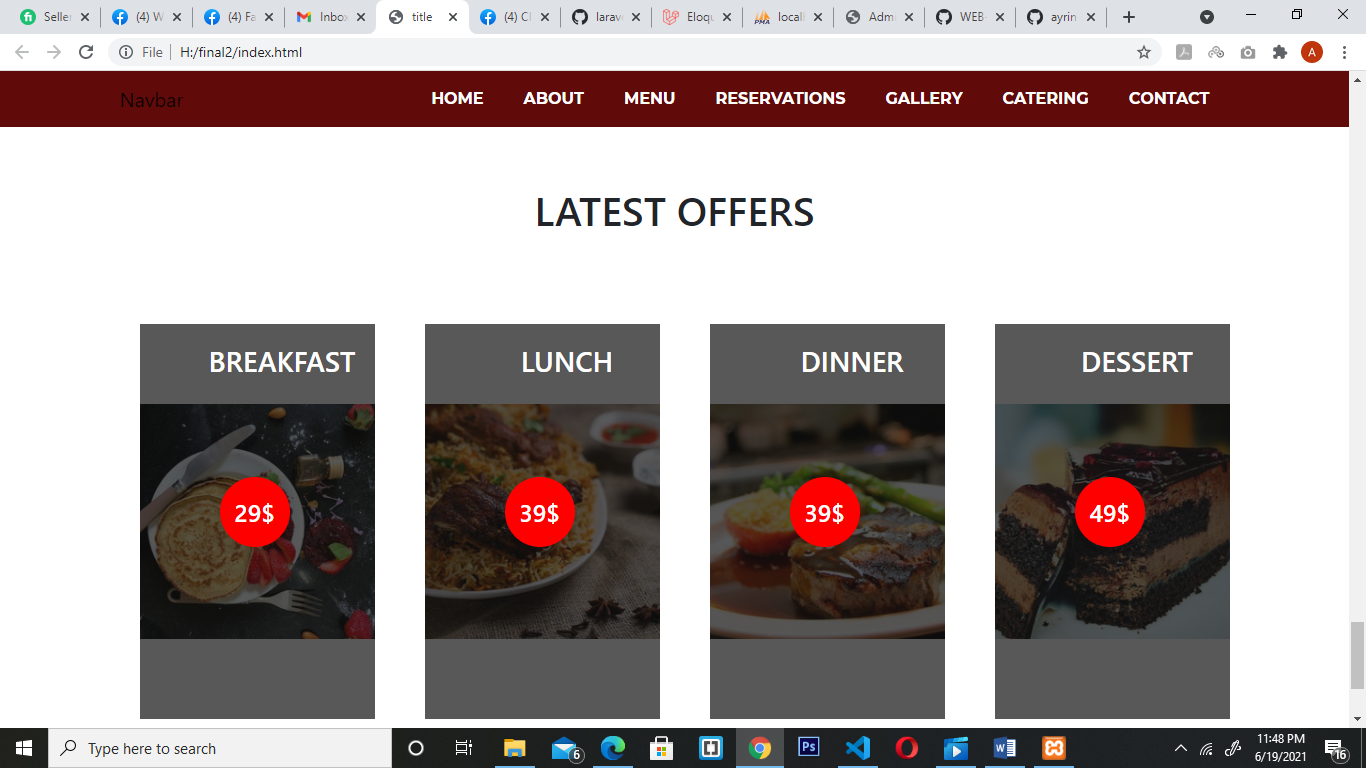 Seller (4) W (4) Fa Inbox title (4) Cl larav Eloqu locall Adm WEB- ayrin
File H:/final2/index.html A
Navbar HOME ABOUT MENU RESERVATIONS GALLERY CATERING CONTACT
LATEST OFFERS
BREAKFAST LUNCH DINNER DESSERT
29$ 39$ 39$ 49$
Type here to search 6 Ps 11:48 PM
6/19/2021 16